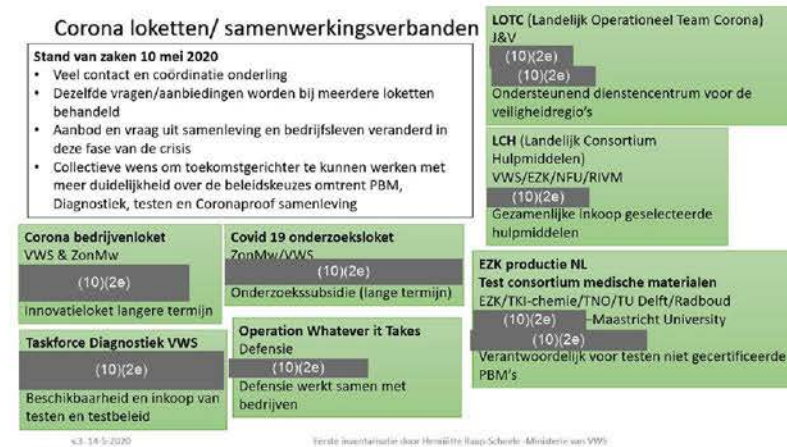 Corona loketten/ samenwerkingsverbanden
Stand van zaken 10 mei 2020
• Veel contact en coördinatie onderling
• Dezelfde vragen/aanbiedingen worden bij meerdere loketten
behandeld
• Aanbod en vraag uit samenleving en bedrijfsleven veranderd in
deze fase van de crisis
• Collectieve wens om toekomstgerichter te kunnen werken met
meer duidelijkheid over de beleidskeuzes omtrent PBM,
Diagnostiek, testen en Coronaproof samenleving
LOTC (Landelijk Operationeel Team Corona)
J&V
(10)(2e)
(10)(2e)
Ondersteunend dienstencentrum voor de
veiligheidregio's
LCH (Landelijk Consortium
Hulpmiddelen)
VWS/EZK/NFU/RIVM
(10)(2e)
Gezamenlijke inkoop geselecteerde
hulpmiddelen
Corona bedrijvenloket
VWS & ZonMw
(10)(2e)
Innovatieloket langere termijn
Covid 19 onderzoeksloket
ZonMw/VWS
(10)(2e)
Onderzoekssubsidie (lange termijn)
EZK productie NL
Test consortium medische materialen
EZK/TKI-chemie/TNO/TU Delft/Radboud
(10)(2e) –Maastricht University
(10)(2e)
Verantwoordelijk voor testen niet gecertificeerde
PBM's
Taskforce Diagnostiek VWS
(10)(2e)
Beschikbaarheid en inkoop van
testen en testbeleid
Operation Whatever it Takes
Defensie
(10)(2e)
Defensie werkt samen met
bedrijven
v.3. 14-5-2020
Eerste inventarisatie door Henriëtte Raap-Scheele -Ministerie van VWS